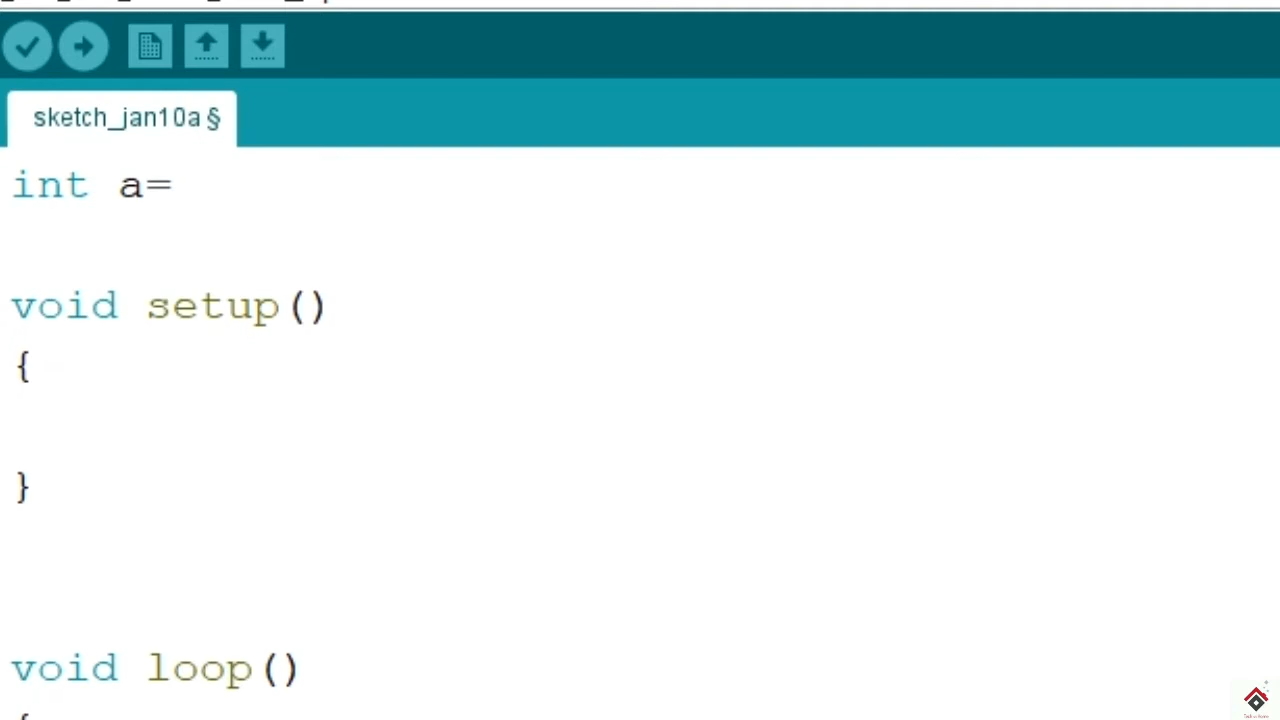 sketch_jan10a §
int a=
void setup()
{
}
void loop()
{